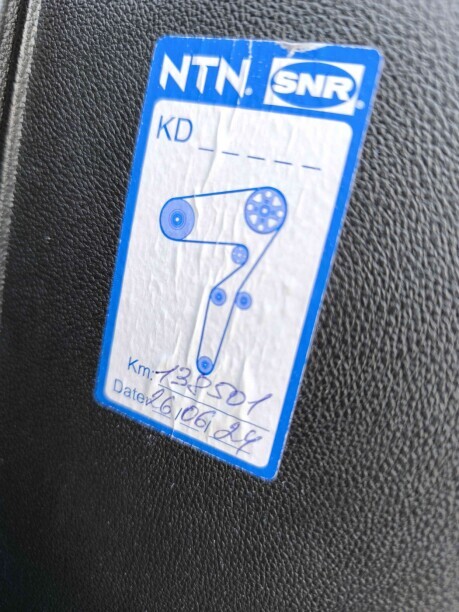 NTN. SNR
KD _ _ _ _ _ _
Km: 138501
Date: 26,06,24